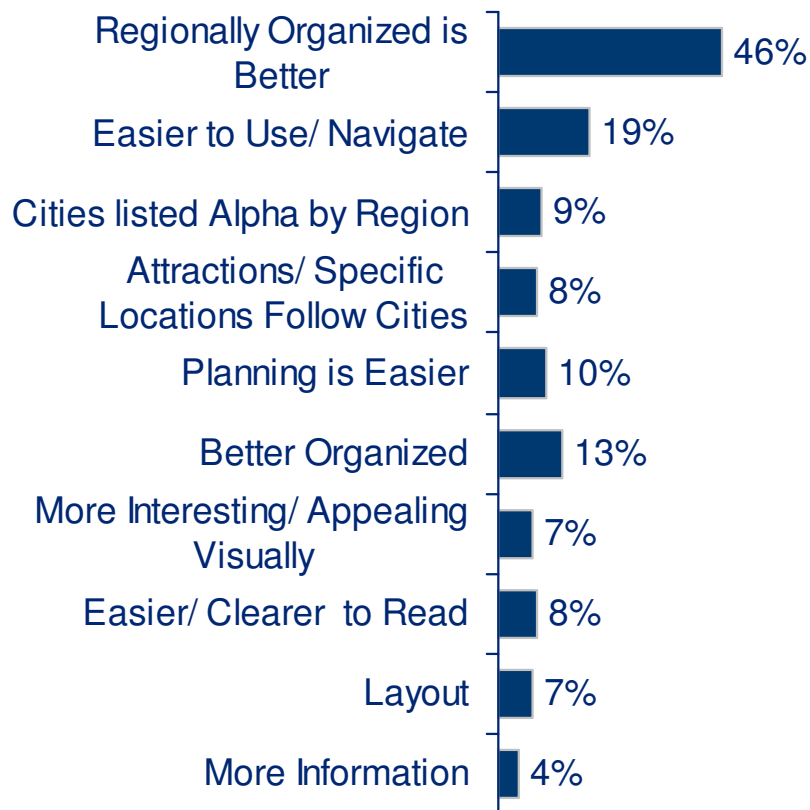 Regionally Organized is
Better
46%
Easier to Use/ Navigate
19%
Cities listed Alpha by Region
9%
Attractions/ Specific
Locations Follow Cities
8%
Planning is Easier
10%
Better Organized
13%
More Interesting/ Appealing
Visually
7%
Easier/ Clearer to Read
8%
Layout
7%
More Information
4%